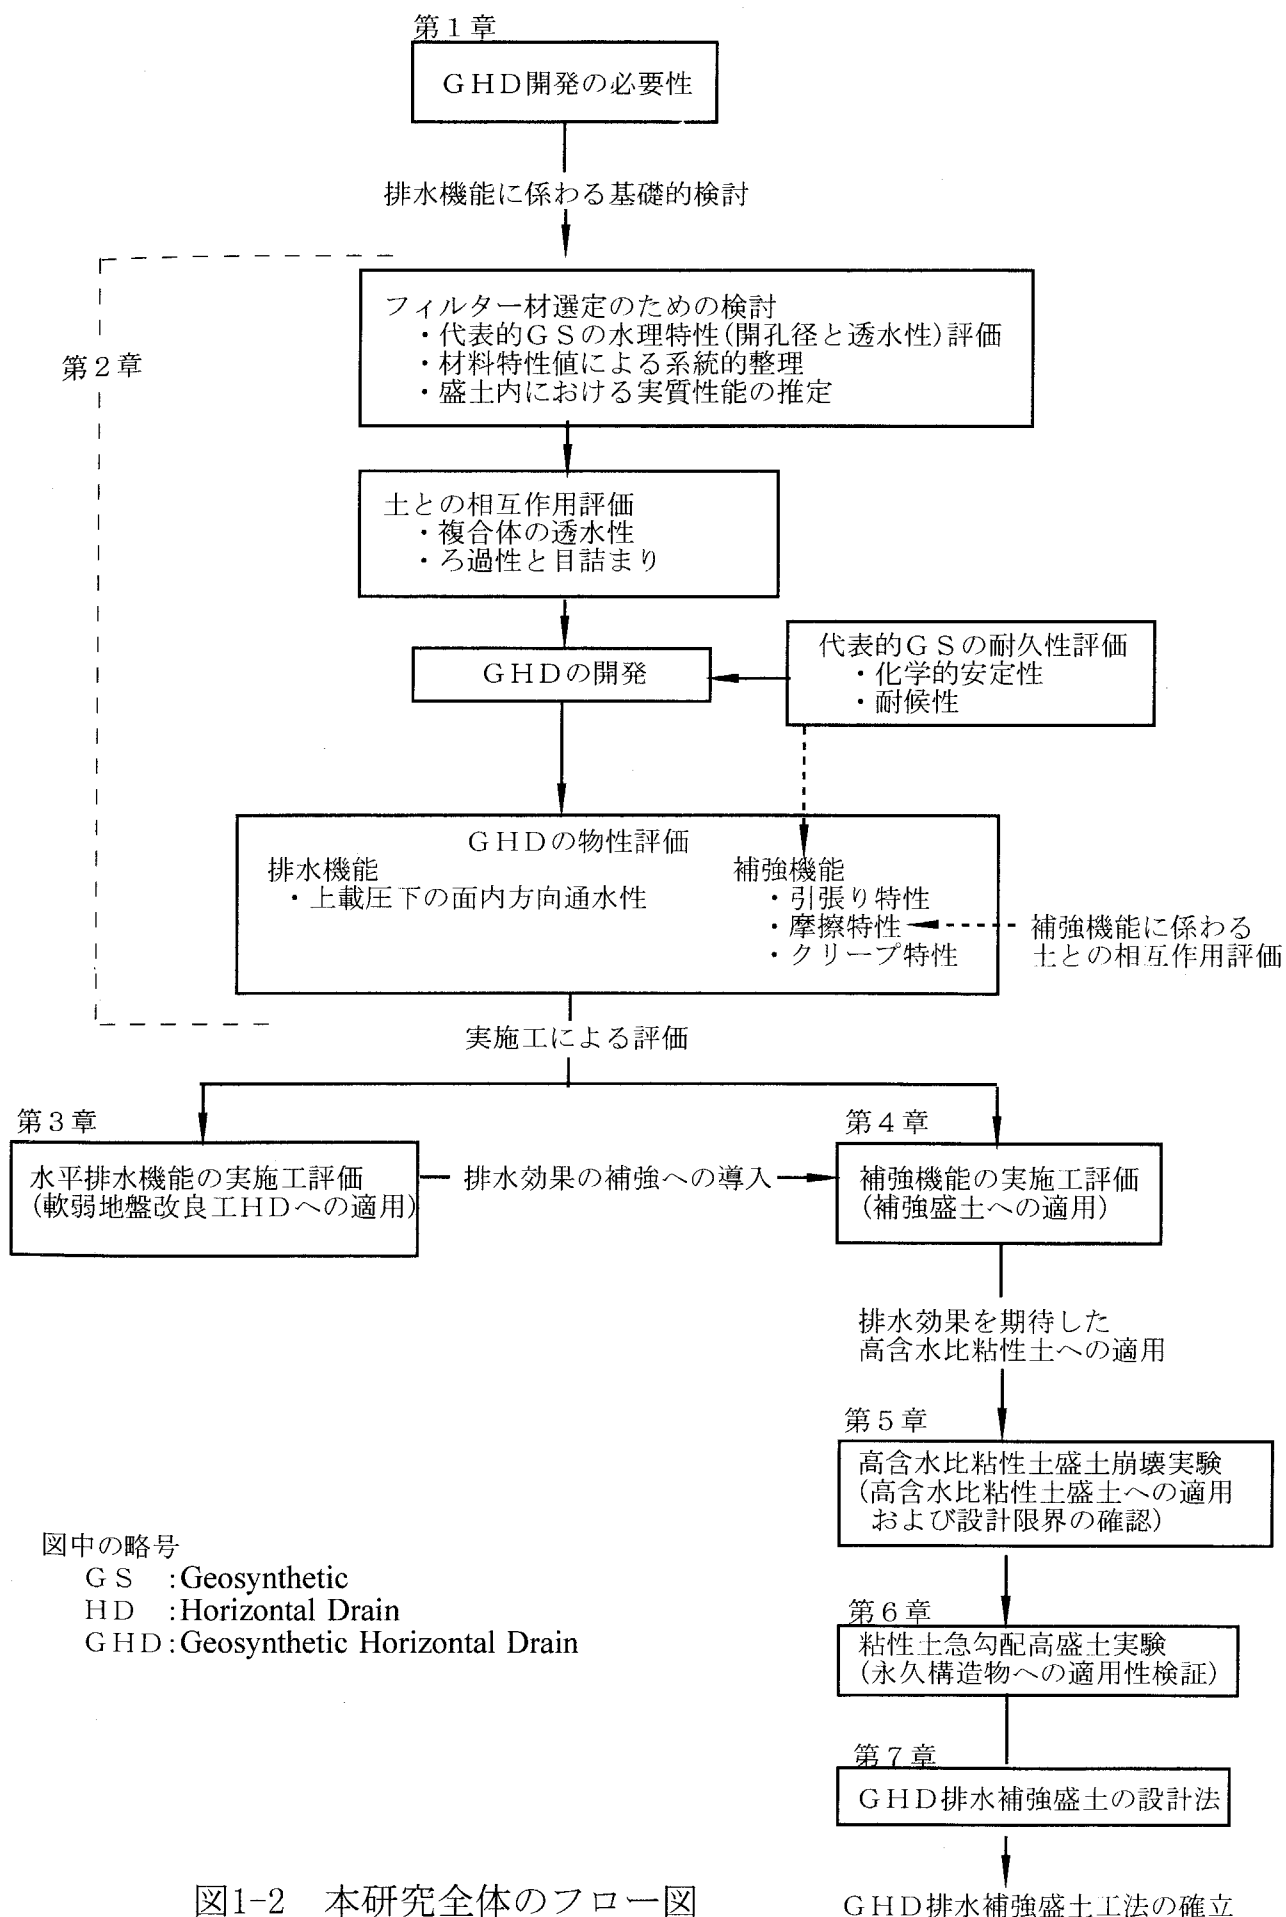 第1章
GHD開発の必要性
排水機能に係わる基礎的検討
第2章
フィルター材選定のための検討
・代表的GSの水理特性(開孔径と透水性)評価
・材料特性値による系統的整理
・盛土内における実質性能の推定
土との相互作用評価
・複合体の透水性
・ろ過性と目詰まり
GHDの開発
代表的GSの耐久性評価
・化学的安定性
・耐候性
GHDの物性評価
排水機能
・上載圧下の面内方向通水性
補強機能
・引張り特性
・摩擦特性
・クリープ特性
補強機能に係わる
土との相互作用評価
実施工による評価
第3章
水平排水機能の実施工評価
(軟弱地盤改良工HDへの適用)
排水効果の補強への導入
第4章
補強機能の実施工評価
(補強盛土への適用)
排水効果を期待した
高含水比粘性土への適用
第5章
高含水比粘性土盛土崩壊実験
(高含水比粘性土盛土への適用
および設計限界の確認)
第6章
粘性土急勾配高盛土実験
(永久構造物への適用性検証)
第7章
GHD排水補強盛土の設計法
GHD排水補強盛土工法の確立
図中の略号
GS :Geosynthetic
HD :Horizontal Drain
GHD:Geosynthetic Horizontal Drain
図1-2 本研究全体のフロー図